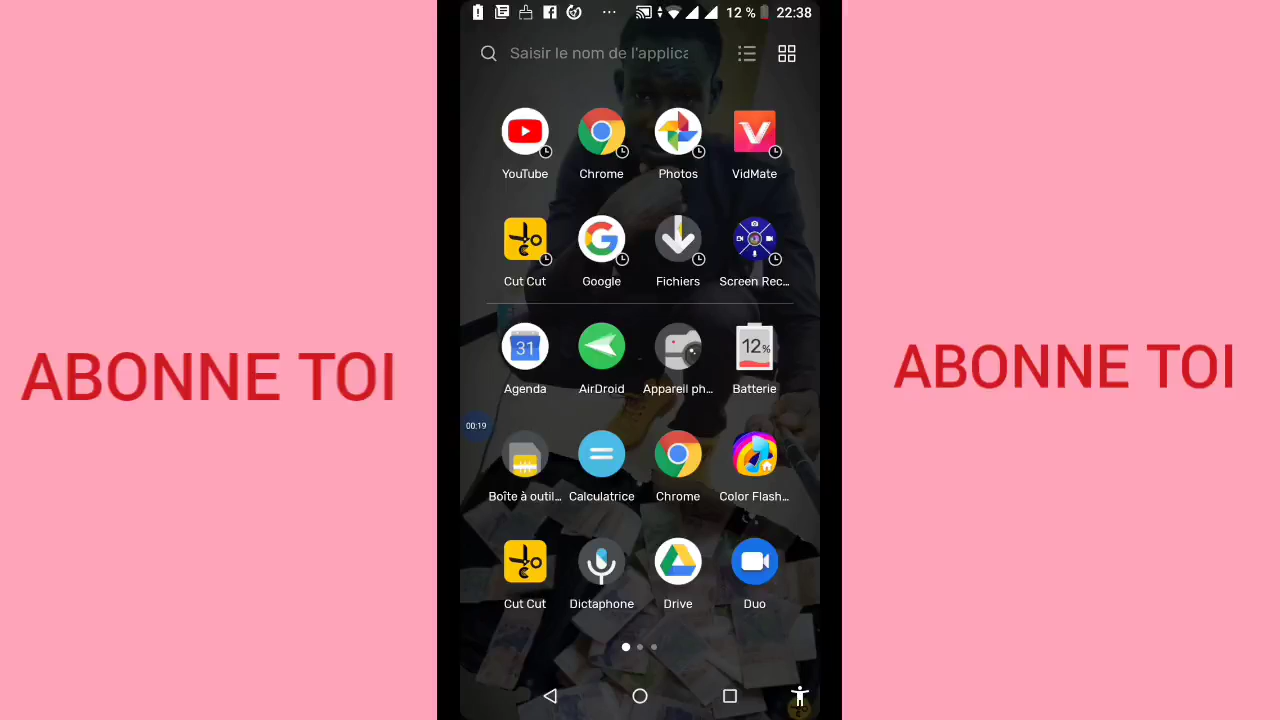 12 % 22:38
Saisir le nom de l'applica
YouTube Chrome Photos VidMate
Cut Cut Google Fichiers Screen Rec...
31 12%
Agenda AirDroid Appareil ph... Batterie
00:19
Boîte à outil... Calculatrice Chrome Color Flash...
Cut Cut Dictaphone Drive Duo
ABONNE TOI
ABONNE TOI